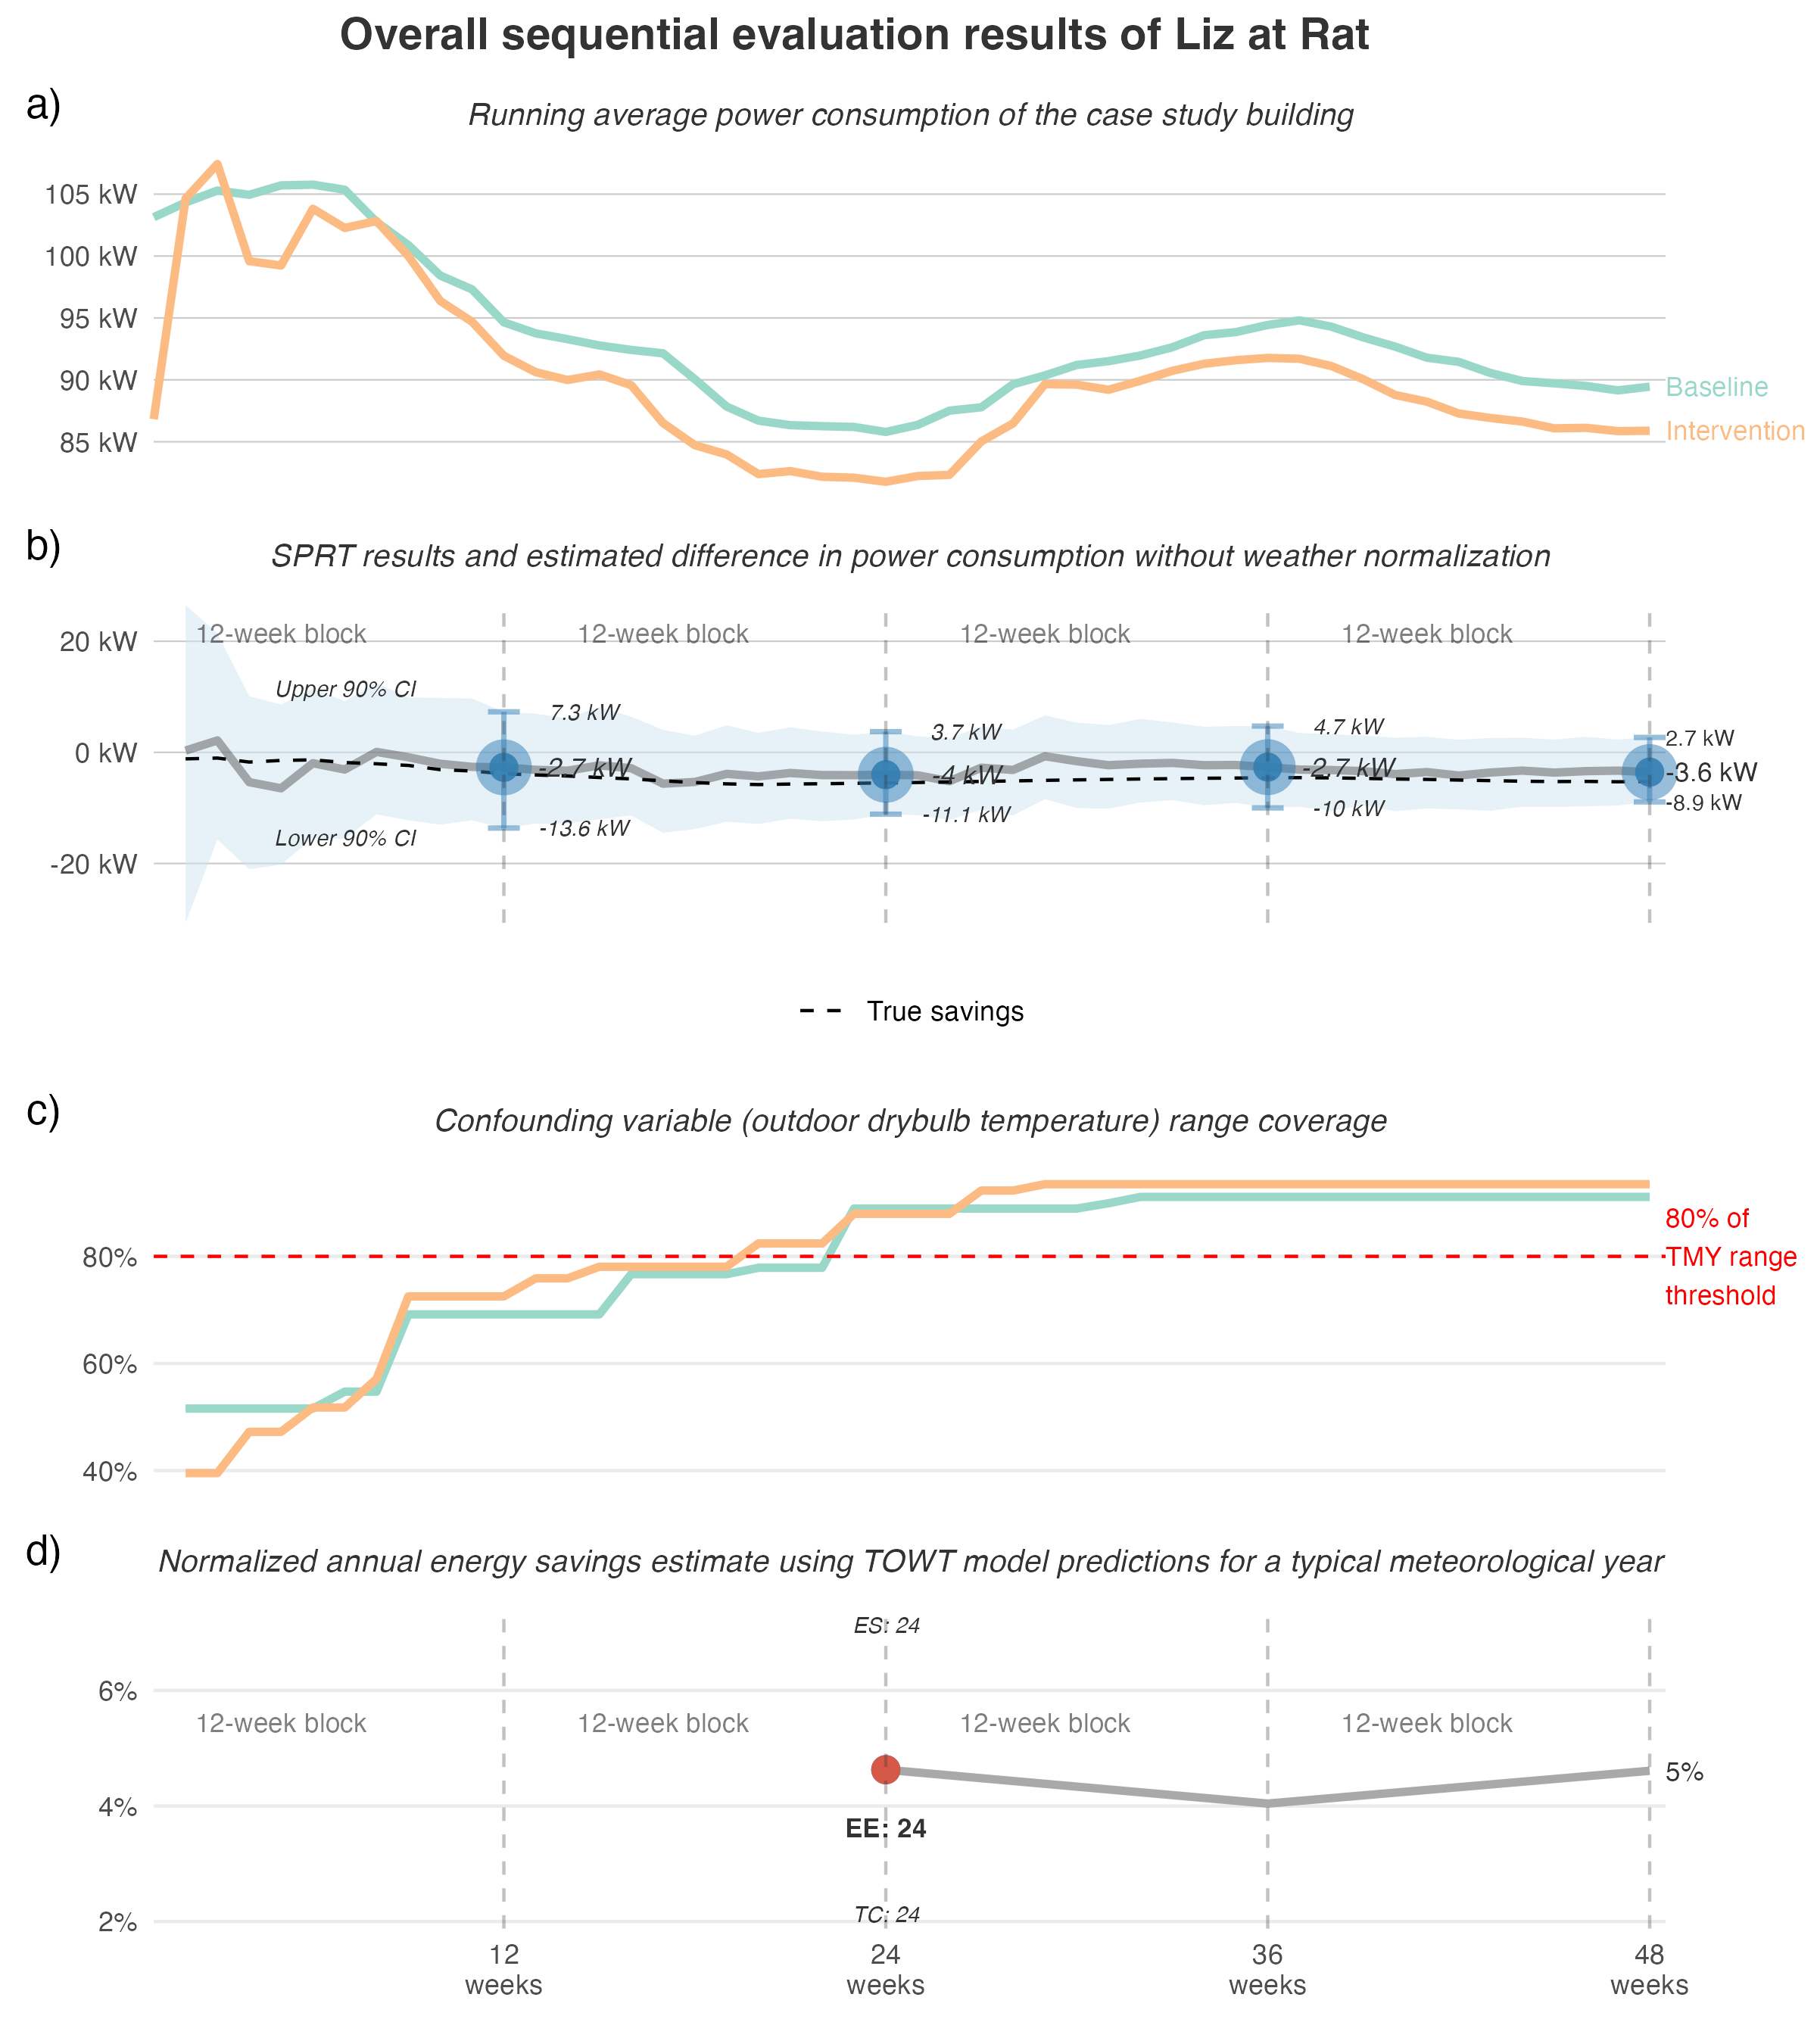 Overall sequential evaluation results of Liz at Rat
a)
Running average power consumption of the case study building
105 kW
100 kW
95 kW
90 kW
85 kW
Baseline
Intervention
b)
SPRT results and estimated difference in power consumption without weather normalization
20 kW
0 kW
-20 kW
12-week block
12-week block
12-week block
12-week block
Upper 90% CI
Lower 90% CI
7.3 kW
-2.7 kW
-13.6 kW
3.7 kW
-4 kW
-11.1 kW
4.7 kW
-2.7 kW
-10 kW
2.7 kW
-3.6 kW
-8.9 kW
True savings
c)
Confounding variable (outdoor drybulb temperature) range coverage
80%
60%
40%
80% of
TMY range
threshold
d)
Normalized annual energy savings estimate using TOWT model predictions for a typical meteorological year
6%
4%
2%
ES: 24
12-week block
12-week block
12-week block
12-week block
5%
EE: 24
TC: 24
12
weeks
24
weeks
36
weeks
48
weeks